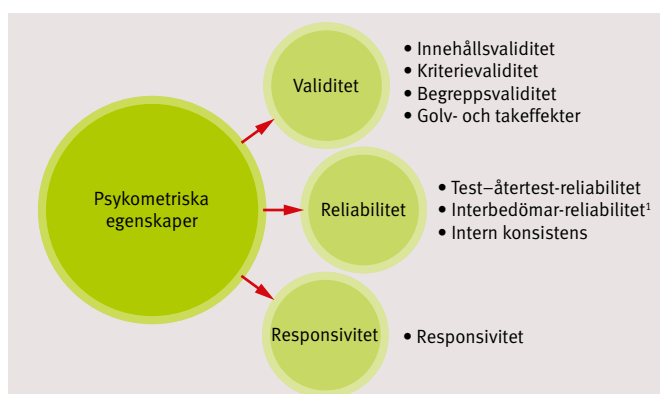 Psykometriska
egenskaper
Validitet
• Innehållsvaliditet
• Kriterievaliditet
• Begreppsvaliditet
• Golv- och takeffekter
Reliabilitet
• Test–återtest-reliabilitet
• Interbedömar-reliabilitet¹
• Intern konsistens
Responsivitet
• Responsivitet